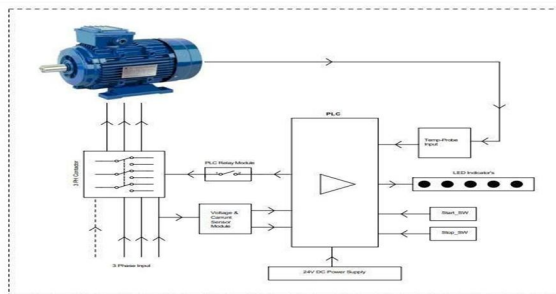 PLC
Temp-Probe
Input
PLC Relay Module
LED Indicator's
3 PH Contactor
Voltage &
Current
Sensor
Module
Start_SW
Stop_SW
3 Phase Input
24V DC Power Supply